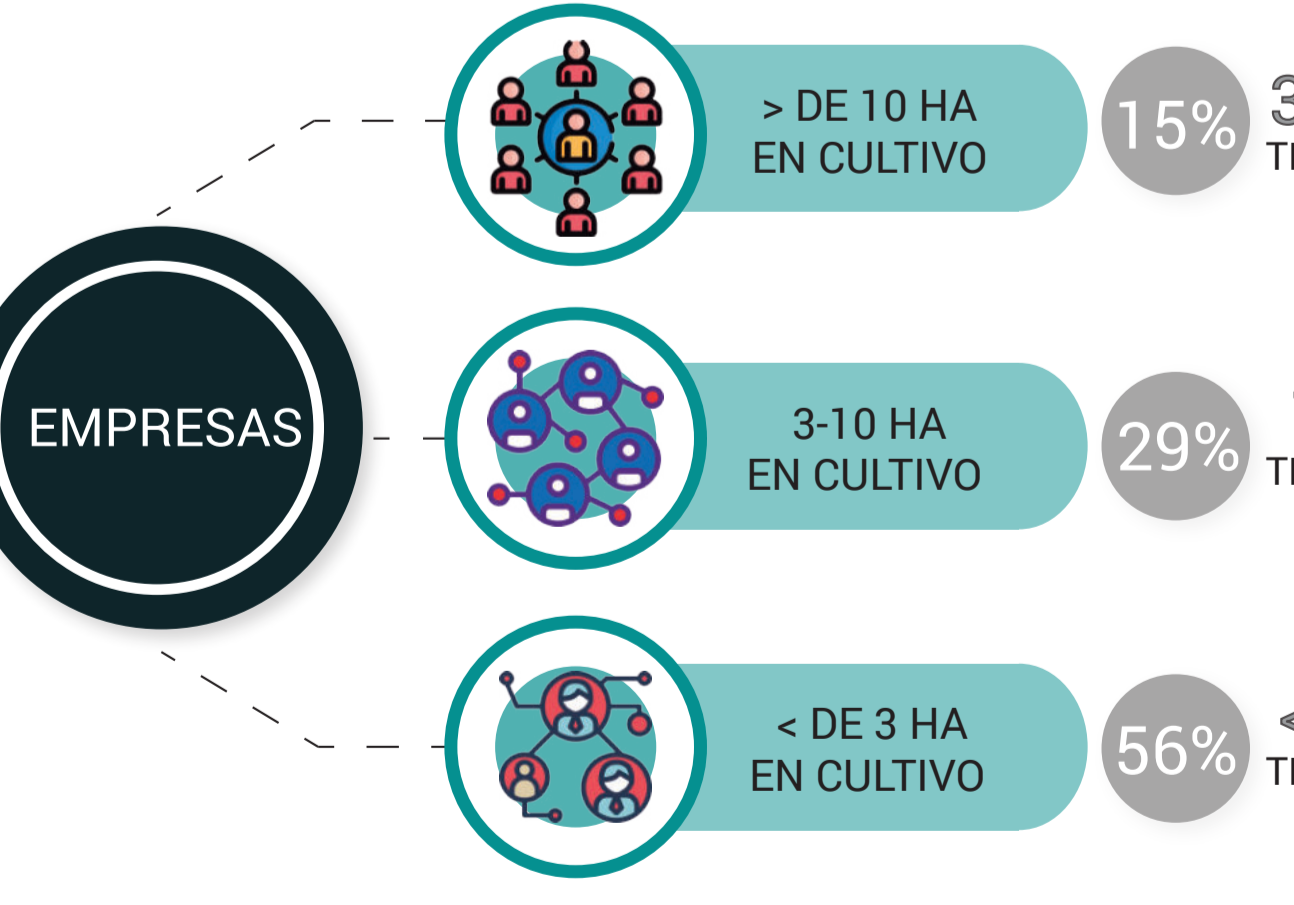 > DE 10 HA
EN CULTIVO
15%
EMPRESAS
3-10 HA
EN CULTIVO
29%
< DE 3 HA
EN CULTIVO
56%